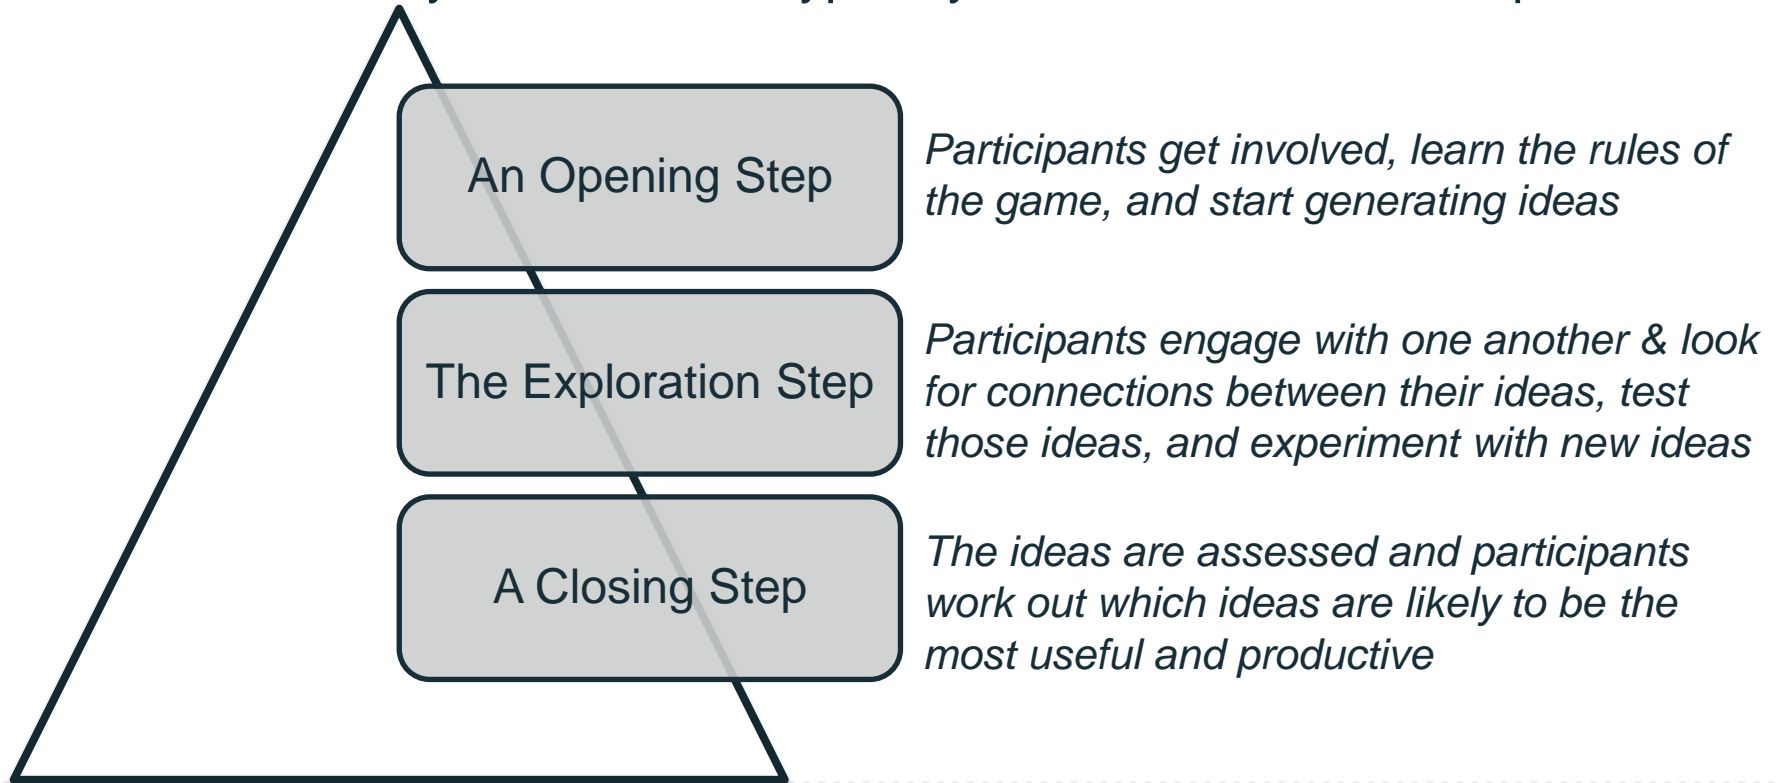 An Opening Step
Participants get involved, learn the rules of
the game, and start generating ideas
The Exploration Step
Participants engage with one another & look
for connections between their ideas, test
those ideas, and experiment with new ideas
A Closing Step
The ideas are assessed and participants
work out which ideas are likely to be the
most useful and productive